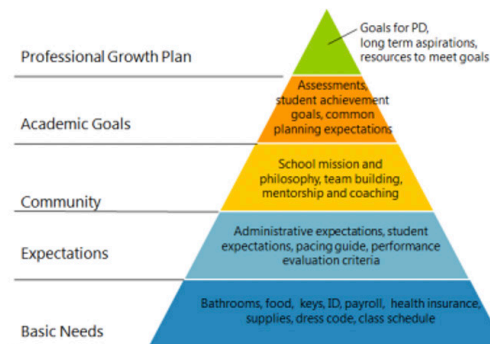 Goals for PD,
long term aspirations,
resources to meet goals
Professional Growth Plan
Assessments,
student achievement
goals, common
planning expectations
Academic Goals
School mission and
philosophy, team building,
mentorship and coaching
Community
Administrative expectations, student
expectations, pacing guide, performance
evaluation criteria
Expectations
Bathrooms, food, keys, ID, payroll, health insurance,
supplies, dress code, class schedule
Basic Needs